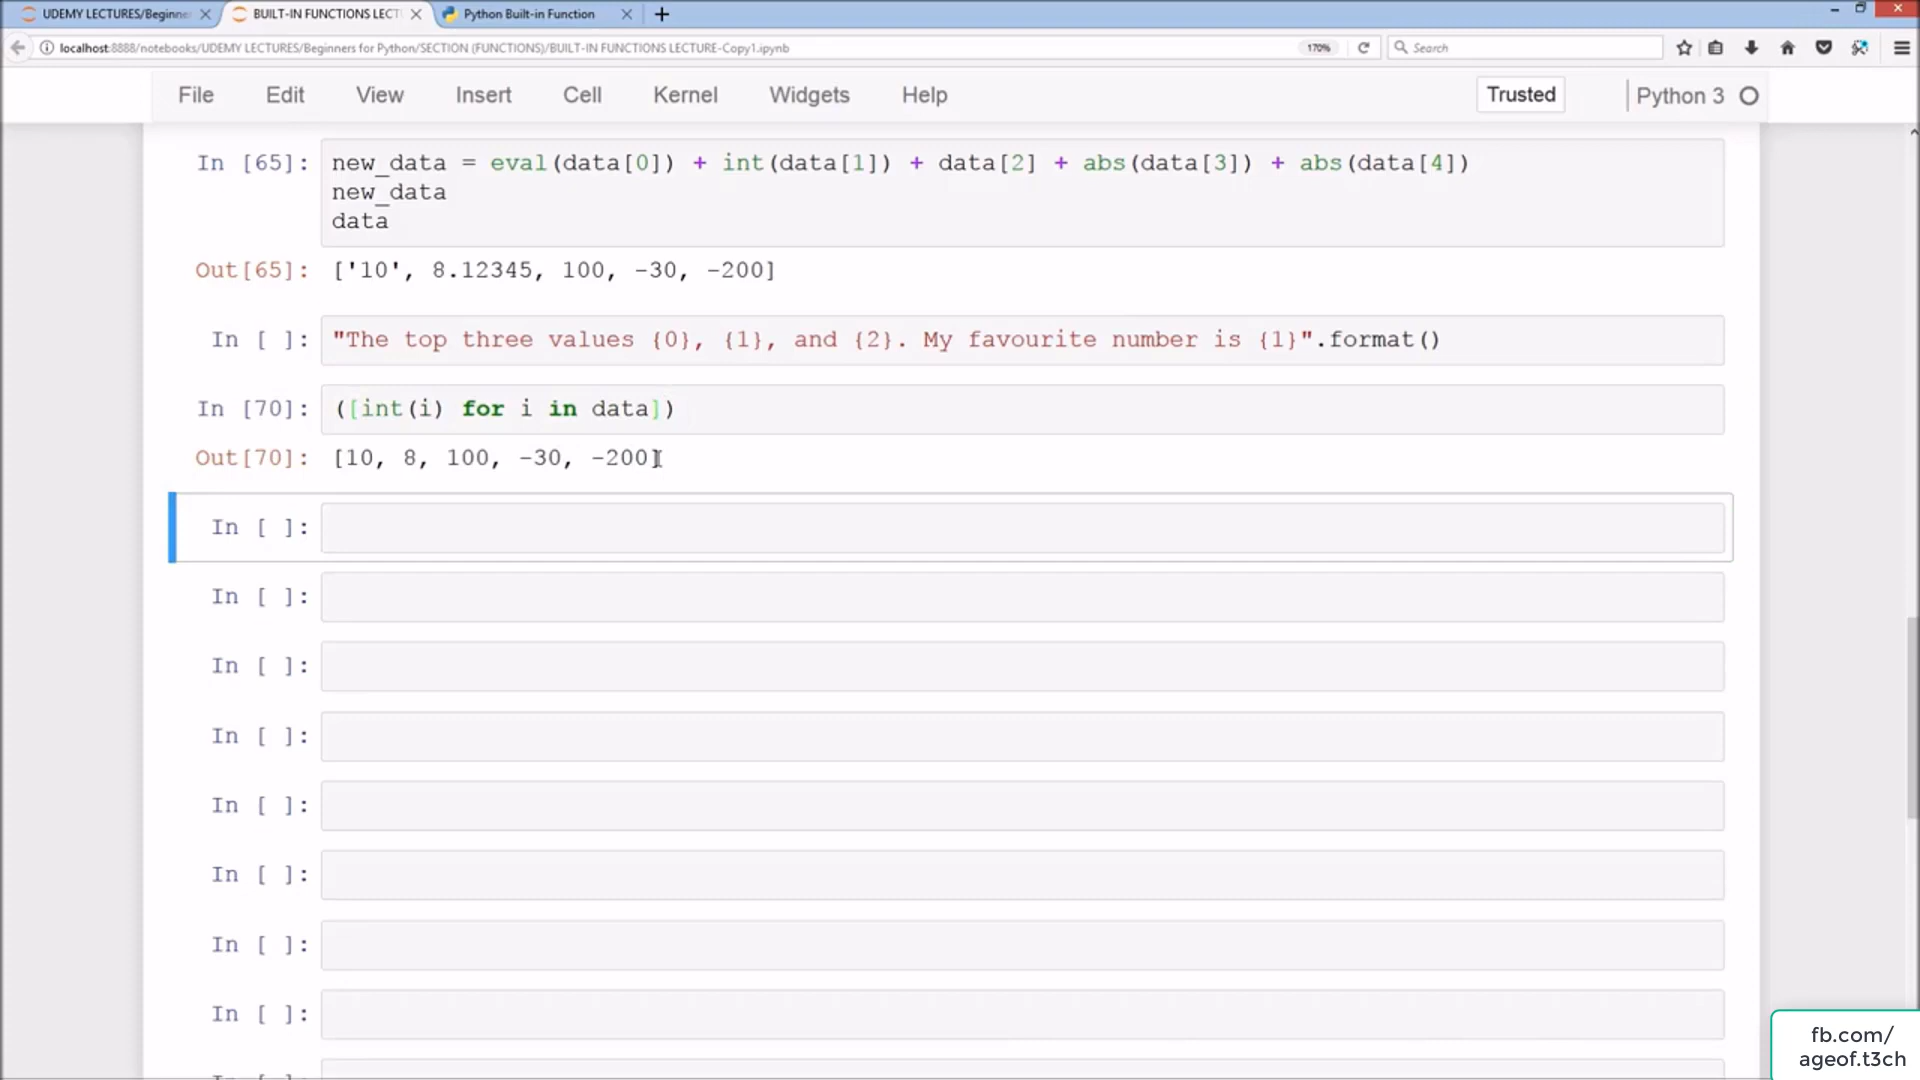 UDEMY LECTURES/Beginne
BUILT-IN FUNCTIONS LECT
Python Built-in Function
localhost:8888/notebooks/UDEMY LECTURES/Beginners for Python/SECTION (FUNCTIONS)/BUILT-IN FUNCTIONS LECTURE-Copy1.ipynb
170%
Search
File Edit View Insert Cell Kernel Widgets Help
Trusted
Python 3
In [65]: new_data = eval(data[0]) + int(data[1]) + data[2] + abs(data[3]) + abs(data[4])
new_data
data
Out[65]: ['10', 8.12345, 100, -30, -200]
In [ ]: "The top three values {0}, {1}, and {2}. My favourite number is {1}".format()
In [70]: ([int(i) for i in data])
Out[70]: [10, 8, 100, -30, -200]
In [ ]:
In [ ]:
In [ ]:
In [ ]:
In [ ]:
In [ ]:
In [ ]:
In [ ]:
fb.com/
ageof.t3ch